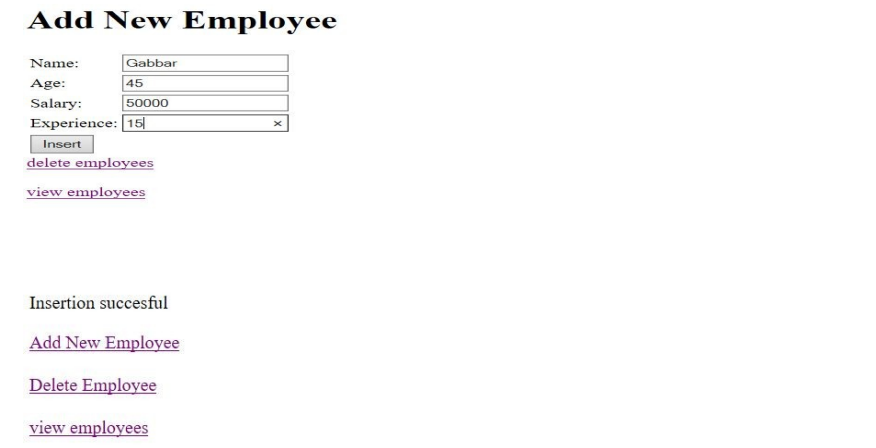 Add New Employee
Name: Gabbar
Age: 45
Salary: 50000
Experience: 15 ×
Insert
delete employees
view employees
Insertion succesful
Add New Employee
Delete Employee
view employees